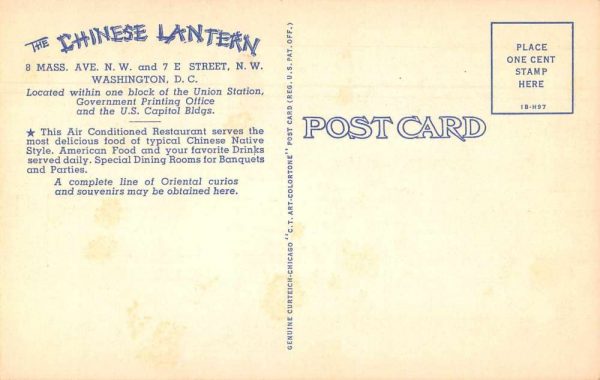 THE CHINESE LANTERN
8 MASS. AVE. N. W. and 7 E STREET, N. W.
WASHINGTON, D. C.
Located within one block of the Union Station,
Government Printing Office
and the U.S. Capitol Bldgs.
★ This Air Conditioned Restaurant serves the
most delicious food of typical Chinese Native
Style. American Food and your favorite Drinks
served daily. Special Dining Rooms for Banquets
and Parties.
A complete line of Oriental curios
and souvenirs may be obtained here.
GENUINE CURTEICH-CHICAGO "C. T. ART-COLORTONE" POST CARD (REG. U. S. PAT. OFF.)
POST CARD
PLACE
ONE CENT
STAMP
HERE
1B-H97